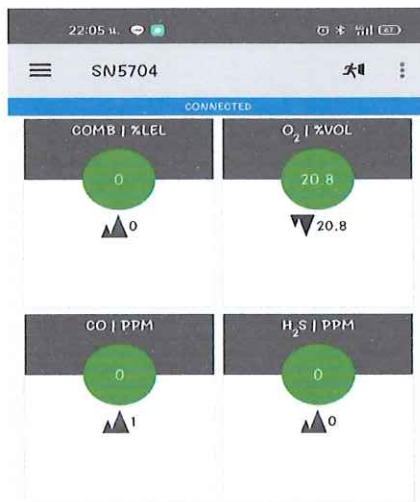 22:05 น.
SN5704
CONNECTED
COMB | %LEL
O₂ | %VOL
0
20.8
0
20.8
CO | PPM
H₂S | PPM
0
0
1
0